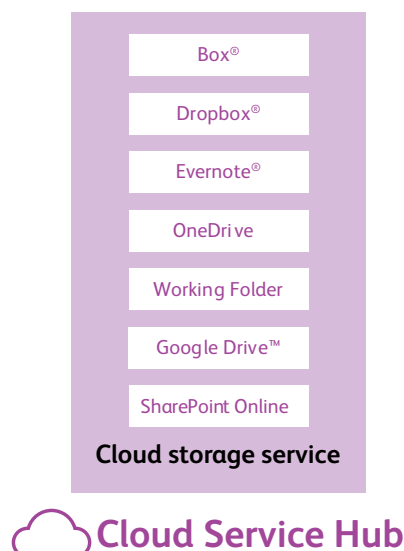 Box®
Dropbox®
Evernote®
OneDrive
Working Folder
Google Drive™
SharePoint Online
Cloud storage service
Cloud Service Hub